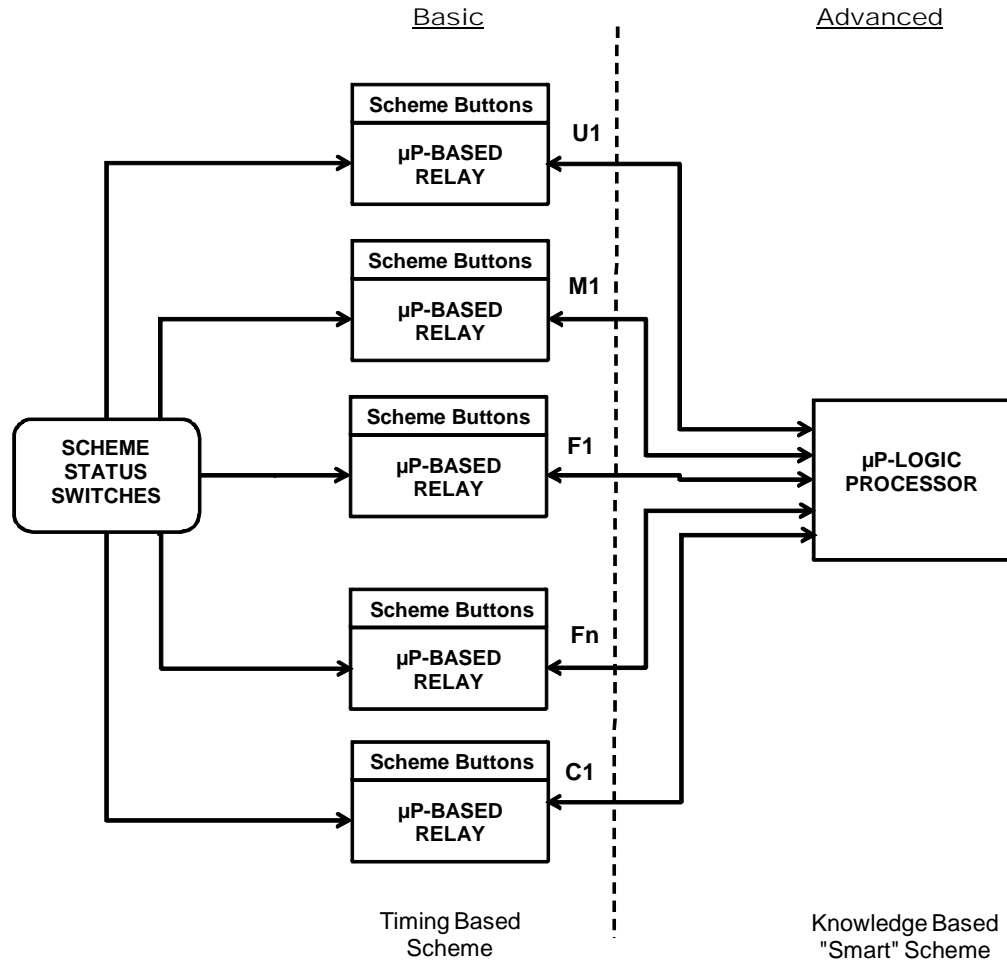 Basic
Advanced
Scheme Buttons
µP-BASED
RELAY
U1
Scheme Buttons
µP-BASED
RELAY
M1
Scheme Buttons
µP-BASED
RELAY
F1
SCHEME
STATUS
SWITCHES
µP-LOGIC
PROCESSOR
Scheme Buttons
µP-BASED
RELAY
Fn
Scheme Buttons
µP-BASED
RELAY
C1
Timing Based
Scheme
Knowledge Based
"Smart" Scheme